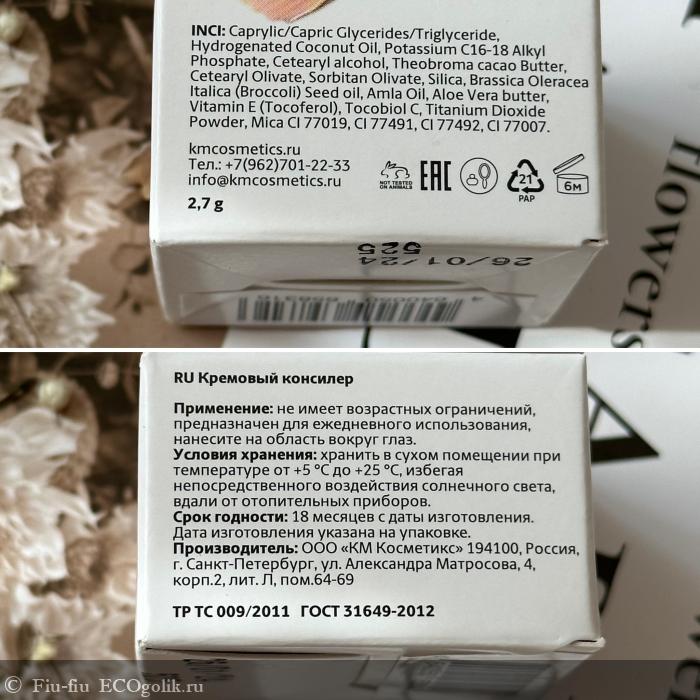 INCI: Caprylic/Capric Glycerides/Triglyceride,
Hydrogenated Coconut Oil, Potassium C16-18 Alkyl
Phosphate, Cetearyl alcohol, Theobroma cacao Butter,
Cetearyl Olivate, Sorbitan Olivate, Silica, Brassica Oleracea
Italica (Broccoli) Seed oil, Amla Oil, Aloe Vera butter,
Vitamin E (Tocoferol), Tocobiol C, Titanium Dioxide
Powder, Mica CI 77019, CI 77491, CI 77492, CI 77007.
kmcosmetics.ru
Тел.: +7(962)701-22-33
info@kmcosmetics.ru
2,7 g
NOT TESTED
ON ANIMALS
EAC
21
PAP
6м
26/01/24
525
flowers
RU Кремовый консилер
Применение: не имеет возрастных ограничений,
предназначен для ежедневного использования,
нанесите на область вокруг глаз.
Условия хранения: хранить в сухом помещении при
температуре от +5 °C до +25 °C, избегая
непосредственного воздействия солнечного света,
вдали от отопительных приборов.
Срок годности: 18 месяцев с даты изготовления.
Дата изготовления указана на упаковке.
Производитель: ООО «КМ Косметикс» 194100, Россия,
г. Санкт-Петербург, ул. Александра Матросова, 4,
корп.2, лит. Л, пом.64-69
ТР ТС 009/2011 ГОСТ 31649-2012
© Fiu-fiu ECOgolik.ru